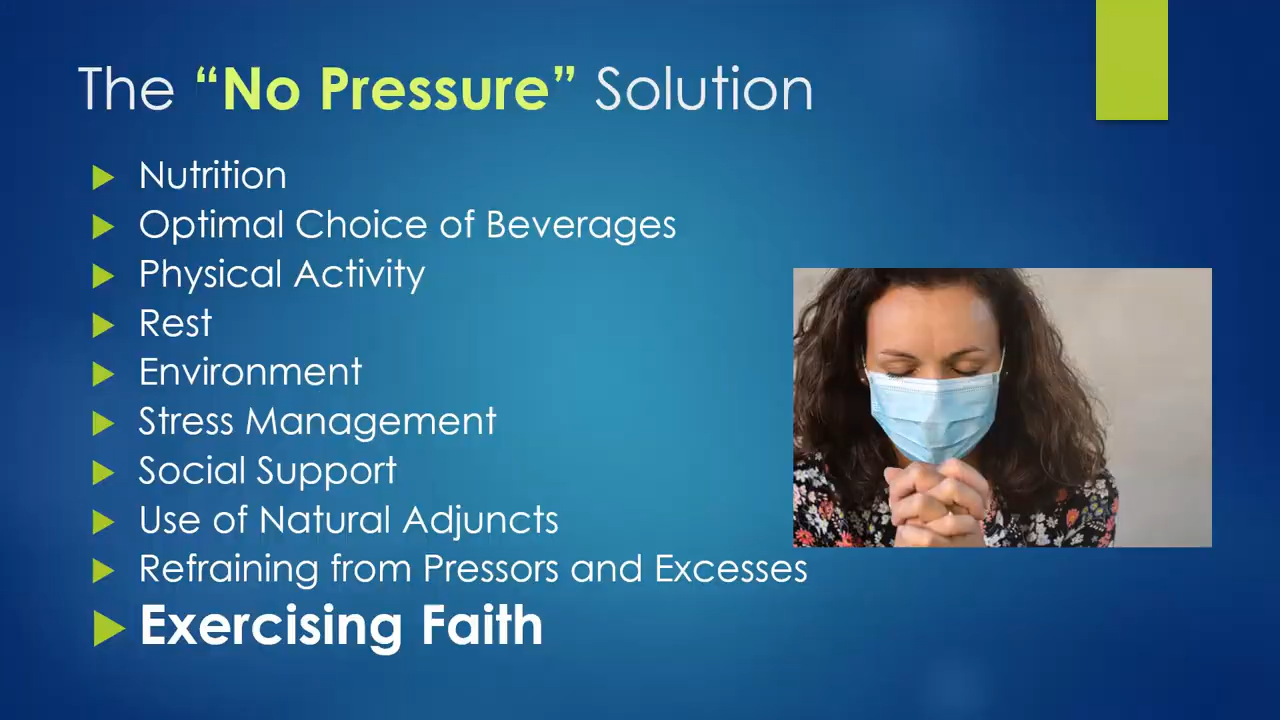 The “No Pressure” Solution
Nutrition
Optimal Choice of Beverages
Physical Activity
Rest
Environment
Stress Management
Social Support
Use of Natural Adjuncts
Refraining from Pressors and Excesses
Exercising Faith